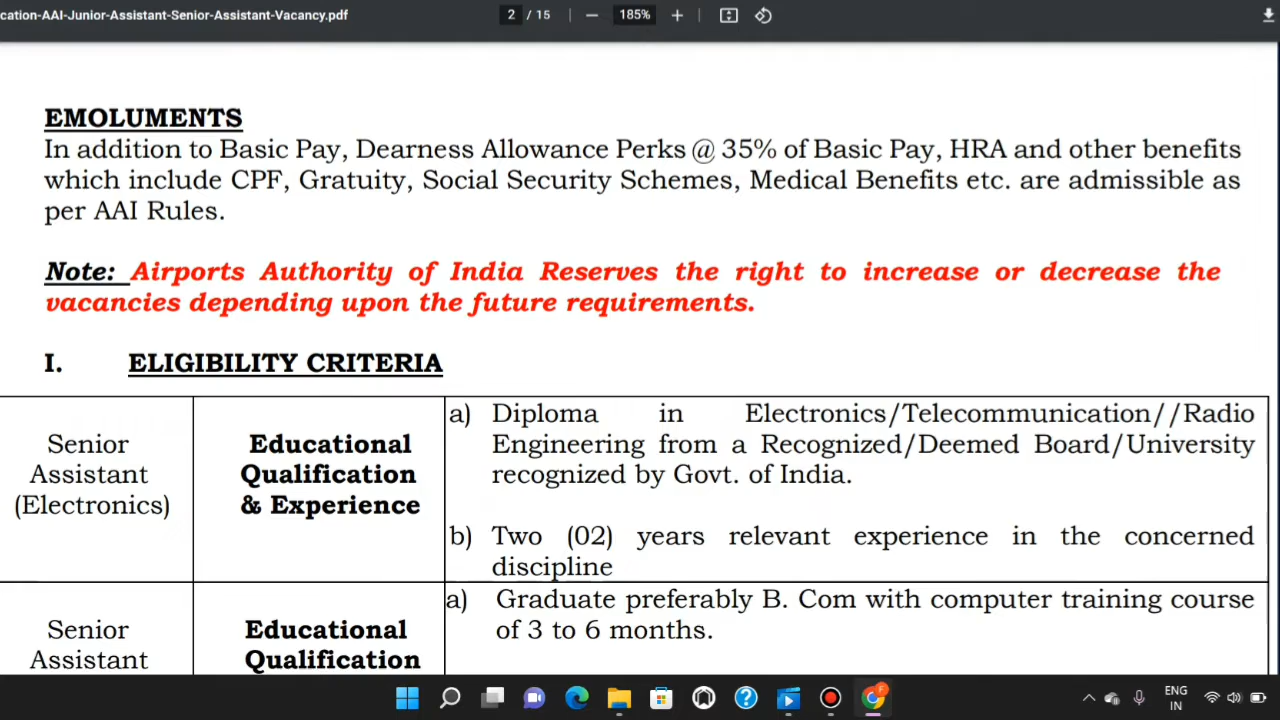 cation-AAI-Junior-Assistant-Senior-Assistant-Vacancy.pdf
2 / 15
185%
EMOLUMENTS
In addition to Basic Pay, Dearness Allowance Perks @ 35% of Basic Pay, HRA and other benefits
which include CPF, Gratuity, Social Security Schemes, Medical Benefits etc. are admissible as
per AAI Rules.
Note: Airports Authority of India Reserves the right to increase or decrease the
vacancies depending upon the future requirements.
I. ELIGIBILITY CRITERIA
Senior
Assistant
(Electronics)
Educational
Qualification
& Experience
a) Diploma in Electronics/Telecommunication//Radio
Engineering from a Recognized/Deemed Board/University
recognized by Govt. of India.
b) Two (02) years relevant experience in the concerned
discipline
Senior
Assistant
Educational
Qualification
a) Graduate preferably B. Com with computer training course
of 3 to 6 months.
ENG
IN